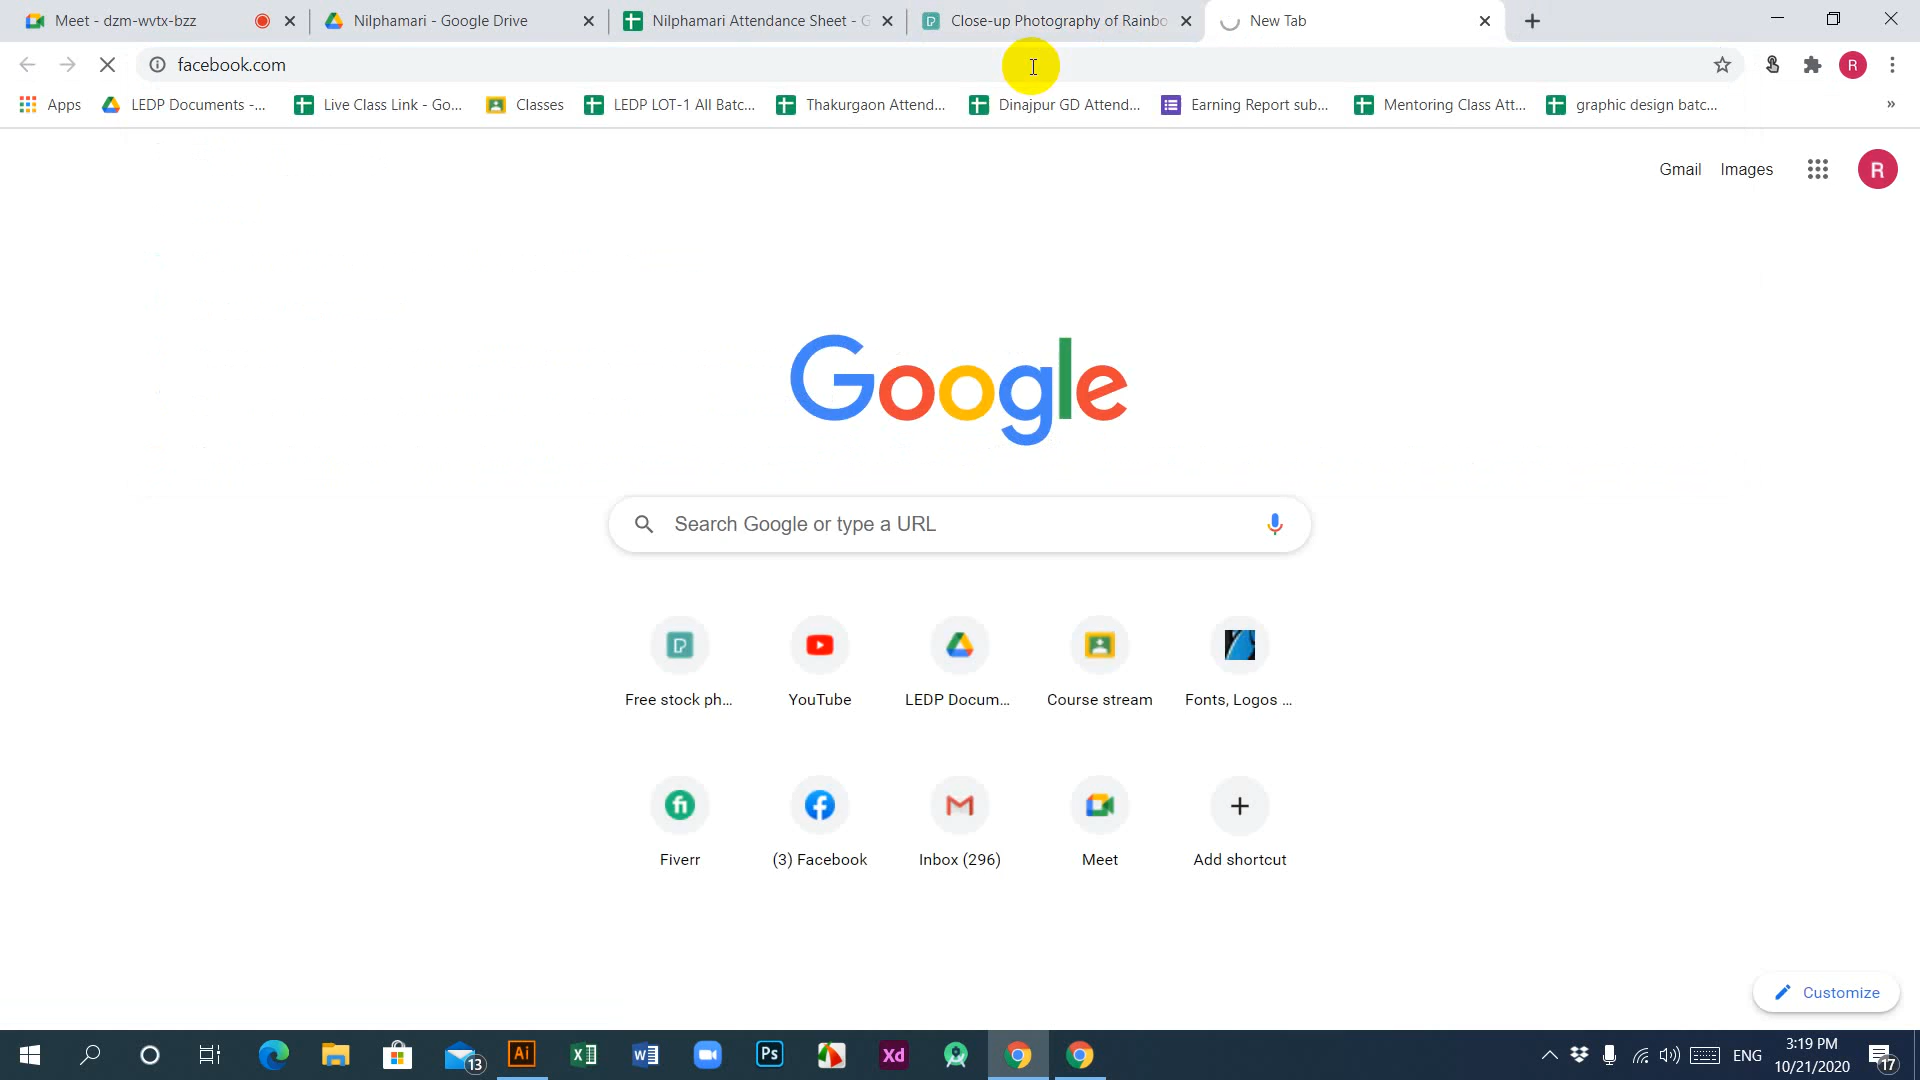 Meet - dzm-wvtx-bzz
Nilphamari - Google Drive
Nilphamari Attendance Sheet - G
Close-up Photography of Rainbo
New Tab
facebook.com
R
Apps
LEDP Documents -...
Live Class Link - Go...
Classes
LEDP LOT-1 All Batc...
Thakurgaon Attend...
Dinajpur GD Attend...
Earning Report sub...
Mentoring Class Att...
graphic design batc...
»
Gmail
Images
R
Google
Search Google or type a URL
Free stock ph...
YouTube
LEDP Docum...
Course stream
Fonts, Logos ...
Fiverr
(3) Facebook
Inbox (296)
Meet
Add shortcut
Customize
13
Ai
Ps
Xd
ENG
3:19 PM
10/21/2020
17